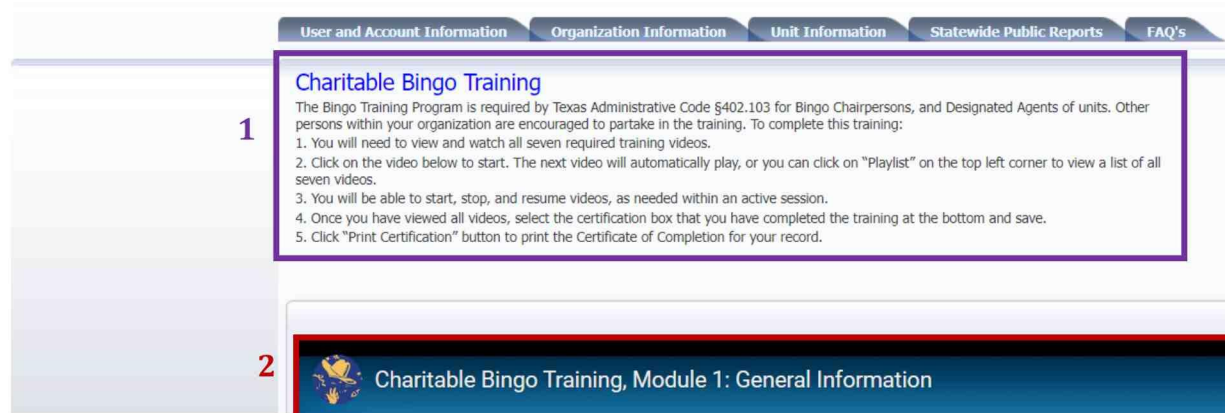 User and Account Information Organization Information Unit Information Statewide Public Reports FAQ's
Charitable Bingo Training
The Bingo Training Program is required by Texas Administrative Code §402.103 for Bingo Chairpersons, and Designated Agents of units. Other
persons within your organization are encouraged to partake in the training. To complete this training:
1
1. You will need to view and watch all seven required training videos.
2. Click on the video below to start. The next video will automatically play, or you can click on "Playlist" on the top left corner to view a list of all
seven videos.
3. You will be able to start, stop, and resume videos, as needed within an active session.
4. Once you have viewed all videos, select the certification box that you have completed the training at the bottom and save.
5. Click "Print Certification" button to print the Certificate of Completion for your record.
2
Charitable Bingo Training, Module 1: General Information